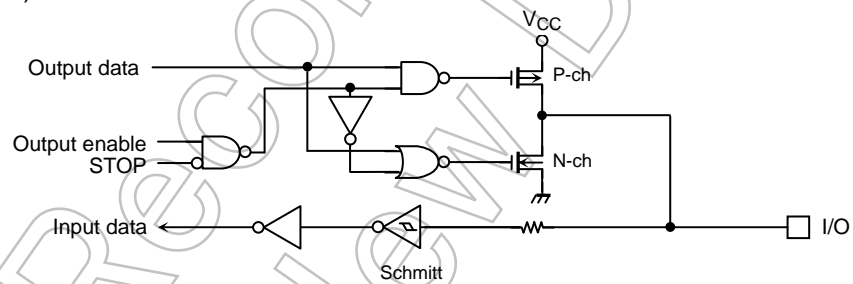 VCC
Output data
P-ch
Output enable
STOP
N-ch
Input data
I/O
Schmitt